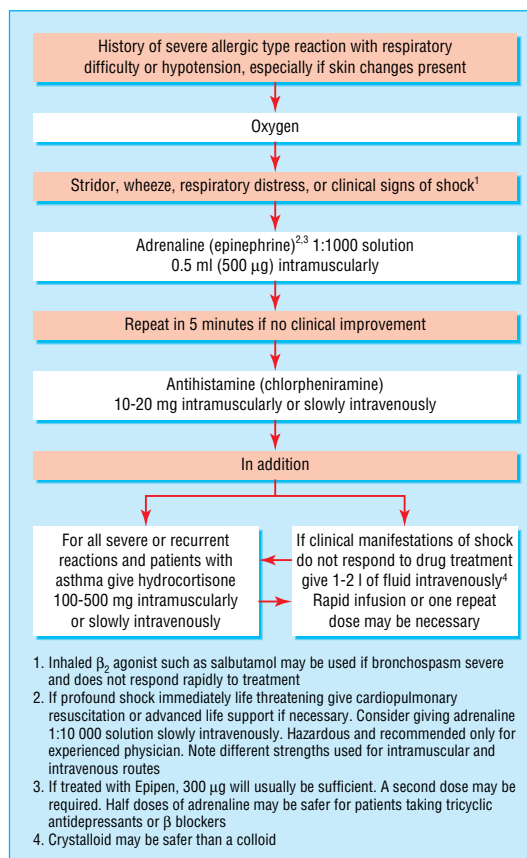 History of severe allergic type reaction with respiratory
difficulty or hypotension, especially if skin changes present
Oxygen
Stridor, wheeze, respiratory distress, or clinical signs of shock¹
Adrenaline (epinephrine)²,³ 1:1000 solution
0.5 ml (500 µg) intramuscularly
Repeat in 5 minutes if no clinical improvement
Antihistamine (chlorpheniramine)
10-20 mg intramuscularly or slowly intravenously
In addition
For all severe or recurrent
reactions and patients with
asthma give hydrocortisone
100-500 mg intramuscularly
or slowly intravenously
If clinical manifestations of shock
do not respond to drug treatment
give 1-2 l of fluid intravenously⁴
Rapid infusion or one repeat
dose may be necessary
1. Inhaled β₂ agonist such as salbutamol may be used if bronchospasm severe
and does not respond rapidly to treatment
2. If profound shock immediately life threatening give cardiopulmonary
resuscitation or advanced life support if necessary. Consider giving adrenaline
1:10 000 solution slowly intravenously. Hazardous and recommended only for
experienced physician. Note different strengths used for intramuscular and
intravenous routes
3. If treated with Epipen, 300 µg will usually be sufficient. A second dose may be
required. Half doses of adrenaline may be safer for patients taking tricyclic
antidepressants or β blockers
4. Crystalloid may be safer than a colloid